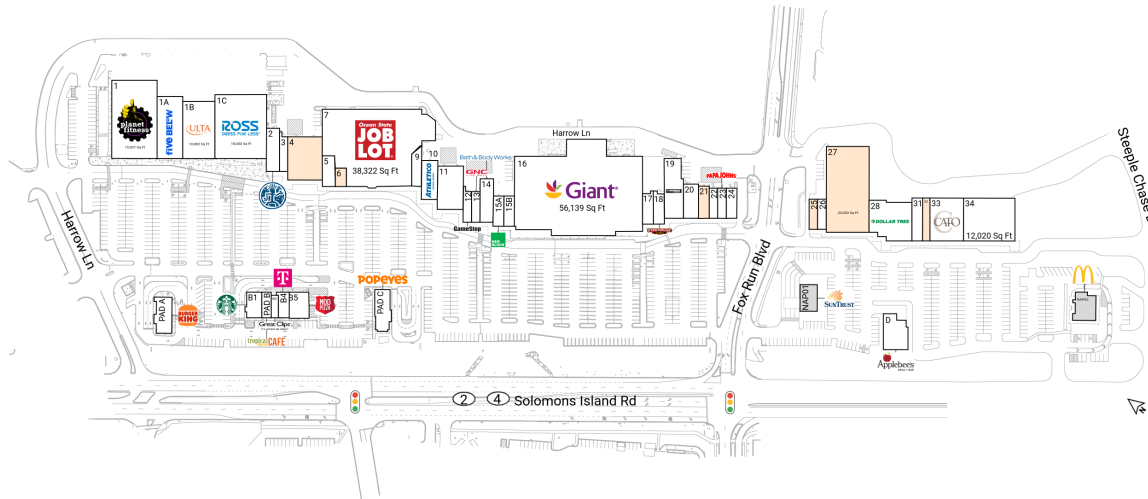 1
planet
fitness
1A
five BELOW
1B
ULTA
BEAUTY
1C
ROSS
DRESS FOR LESS
2
3
4
5
6
7
Ocean State
JOB
LOT
38,322 Sq Ft
9
10
ATHLETICO
11
12
13
14
15A
15B
Bath & Body Works
GNC
GameStop
H&R
BLOCK
Harrow Ln
16
Giant
56,139 Sq Ft
17
18
19
20
21
22
23
24
PAPA JOHNS
25
26
27
28
DOLLAR TREE
31
33
CATO
34
12,020 Sq Ft
Steeple Chase
Harrow Ln
Fox Run Blvd
PAD A
BURGER
KING
B1
PAD B
B4
B5
T
MOD
PIZZA
Great Clips
tropical
CAFE
POPEYES
PAD C
NAP01
SUNTRUST
D
Applebee's
NAP02
2
4
Solomons Island Rd